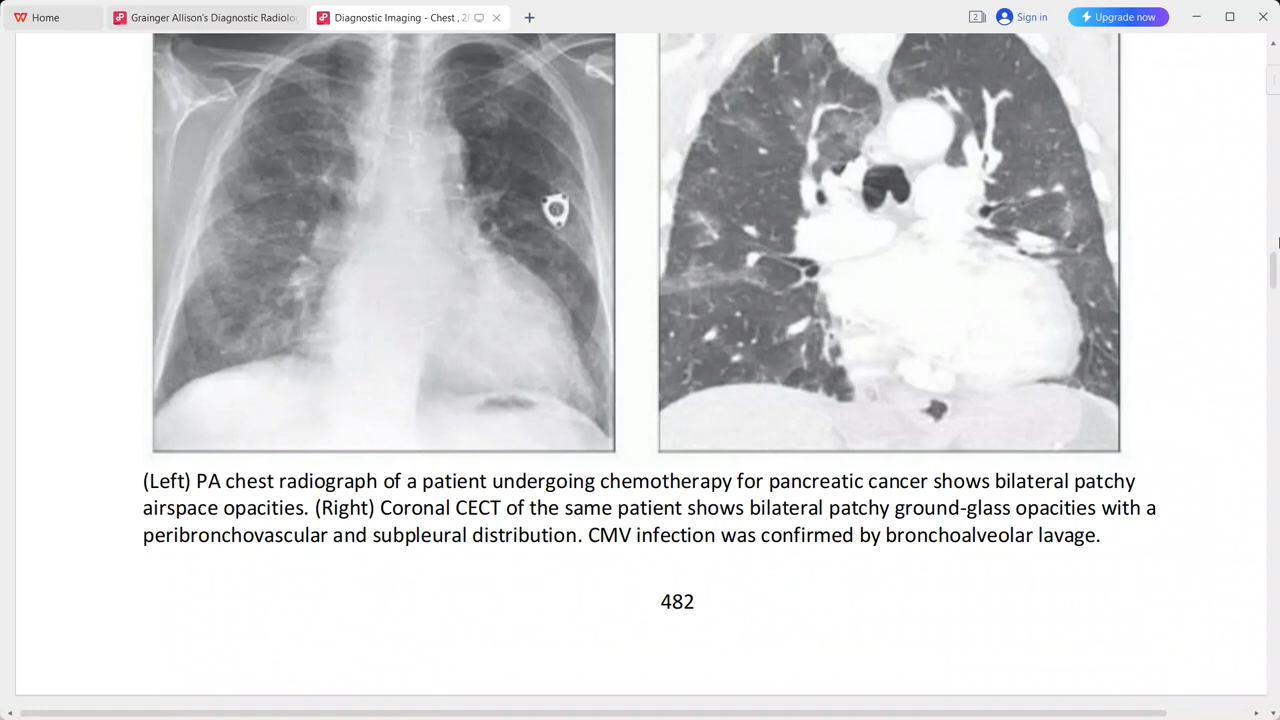 Home
Grainger Allison's Diagnostic Radiolo
Diagnostic Imaging - Chest , 2
2
Sign in
Upgrade now
(Left) PA chest radiograph of a patient undergoing chemotherapy for pancreatic cancer shows bilateral patchy
airspace opacities. (Right) Coronal CECT of the same patient shows bilateral patchy ground-glass opacities with a
peribronchovascular and subpleural distribution. CMV infection was confirmed by bronchoalveolar lavage.
482